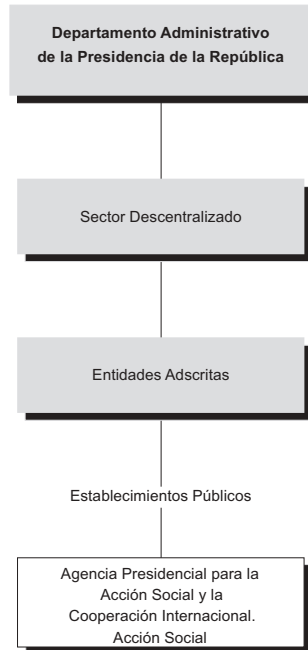 Departamento Administrativo
de la Presidencia de la República
Sector Descentralizado
Entidades Adscritas
Establecimientos Públicos
Agencia Presidencial para la
Acción Social y la
Cooperación Internacional.
Acción Social